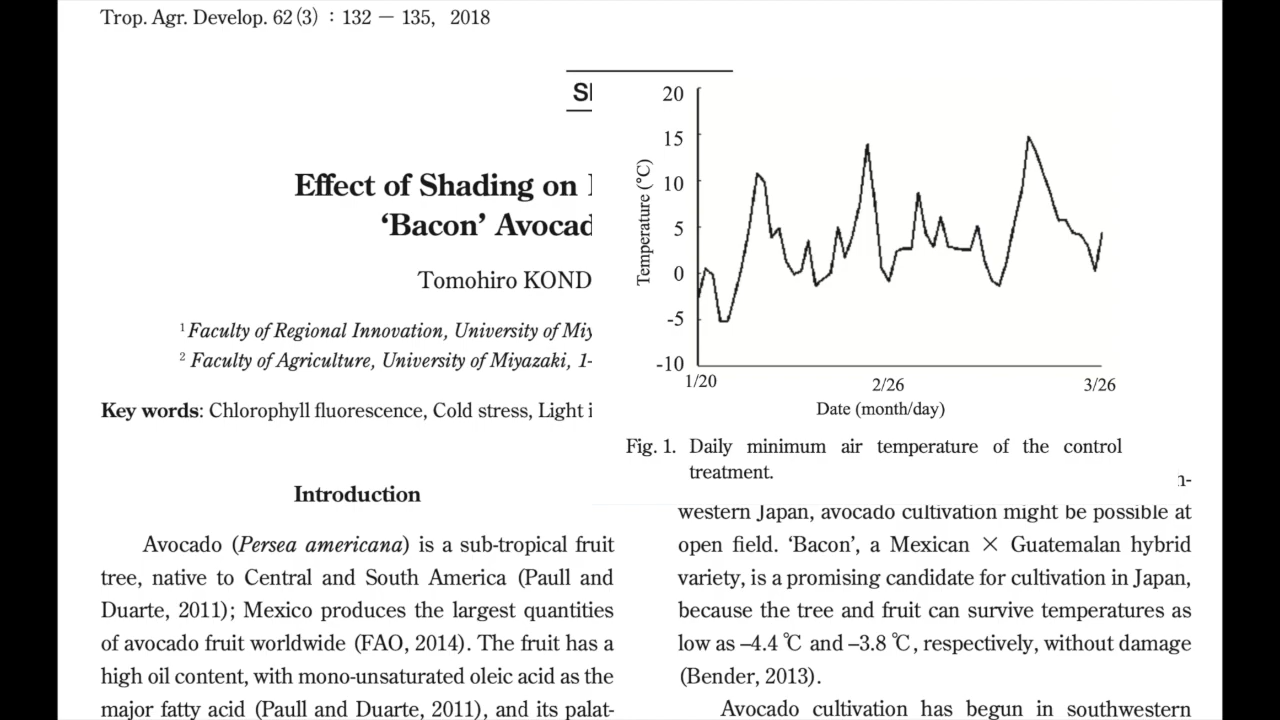 Trop. Agr. Develop. 62 (3) : 132 － 135, 2018
Effect of Shading on
'Bacon'
Tomohiro
¹ Faculty of Regional Innovation, University of
² Faculty of Agriculture, University of Miyazaki,
Key words: Chlorophyll fluorescence, Cold stress, Light
Introduction
Avocado (Persea americana) is a sub-tropical fruit
tree, native to Central and South America (Paull and
Duarte, 2011); Mexico produces the largest quantities
of avocado fruit worldwide (FAO, 2014). The fruit has a
high oil content, with mono-unsaturated oleic acid as the
major fatty acid (Paull and Duarte, 2011), and its palat-
20
15
10
5
0
-5
-10
Temperature (°C)
1/20 2/26 3/26
Date (month/day)
Fig. 1. Daily minimum air temperature of the control
treatment.
western Japan, avocado cultivation might be possible at
open field. 'Bacon', a Mexican × Guatemalan hybrid
variety, is a promising candidate for cultivation in Japan,
because the tree and fruit can survive temperatures as
low as –4.4 ℃ and –3.8 ℃, respectively, without damage
(Bender, 2013).
Avocado cultivation has begun in southwestern